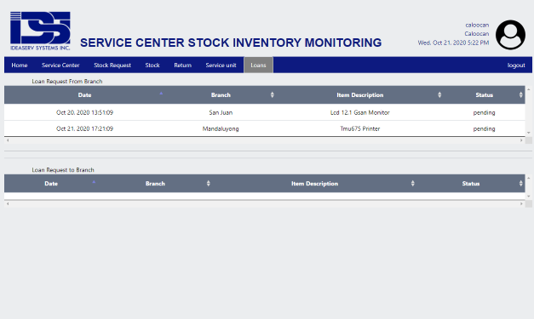 IDEASERV SYSTEMS INC.
SERVICE CENTER STOCK INVENTORY MONITORING
caloocan
Caloocan
Wed. Oct 21. 2020 5:22 PM
Home Service Center Stock Request Stock Return Service unit Loans logout
Loan Request From Branch
Date Branch Item Description Status
Oct 20. 2020 13:51:09 San Juan Lcd 12.1 Gsan Monitor pending
Oct 21. 2020 17:21:09 Mandaluyong Tmu675 Printer pending
Loan Request to Branch
Date Branch Item Description Status